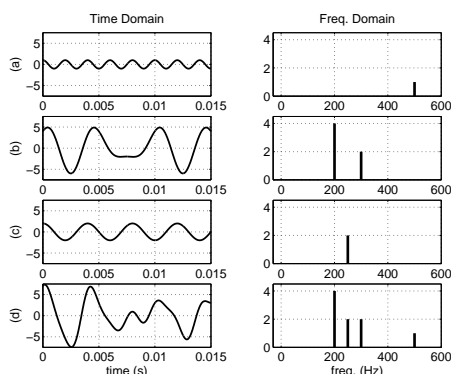 Time Domain Freq. Domain
(a) 5 0 −5 4 2 0
0 0.005 0.01 0.015 0 200 400 600
(b) 5 0 −5 4 2 0
0 0.005 0.01 0.015 0 200 400 600
(c) 5 0 −5 4 2 0
0 0.005 0.01 0.015 0 200 400 600
(d) 5 0 −5 4 2 0
0 0.005 0.01 0.015 0 200 400 600
time (s) freq. (Hz)